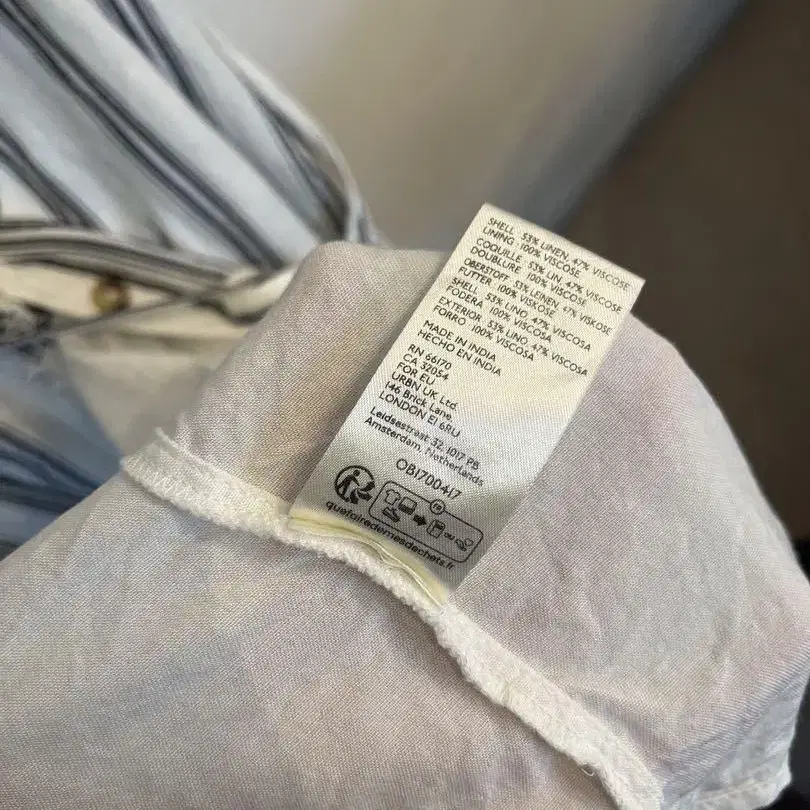 SHELL 53% LINEN, 47% VISCOSE
LINING 100% VISCOSE
COQUILLE 53% LIN, 47% VISCOSE
DOUBLURE 100% VISCOSE
OBERSTOFF 53% LEINEN, 47% VISKOSE
FUTTER 100% VISKOSE
SHELL 53% LINO, 47% VISCOSA
FODERA 100% VISCOSA
EXTERIOR 53% LINO, 47% VISCOSA
FORRO 100% VISCOSA
MADE IN INDIA
HECHO EN INDIA
RN 66170
CA 32054
FOR EU
URBN UK Ltd.
146 Brick Lane,
LONDON E1 6RU
Leidsestraat 32, 1017 PB
Amsterdam, Netherlands
OB1700417
FR
OU
quefairedemesdechets.fr